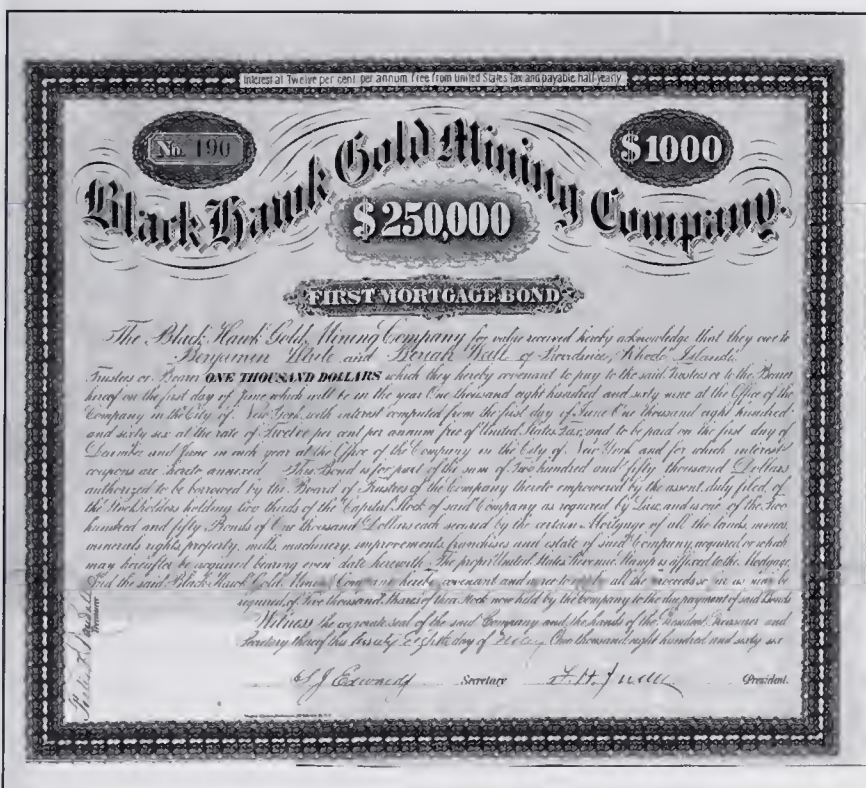 Interest at Twelve per cent per annum free from United States Tax and payable half yearly
No. 190
$1000
Black Hawk Gold Mining Company.
$250,000
FIRST MORTGAGE BOND
The Black Hawk Gold Mining Company for value received hereby acknowledge that they owe to
Benjamin White and Beriah Wall of Providence, Rhode Island
Trustees or Bearer ONE THOUSAND DOLLARS which they hereby covenant to pay to the said Trustees or to the Bearer
hereof on the first day of June which will be in the year One thousand eight hundred and sixty nine at the Office of the
Company in the City of New York with interest computed from the first day of June One thousand eight hundred
and sixty six at the rate of Twelve per cent per annum free of United States Tax, and to be paid on the first day of
December and June in each year at the Office of the Company in the City of New York and for which interest
coupons are hereto annexed This Bond is for part of the sum of Two hundred and fifty thousand Dollars
authorized to be borrowed by the Board of Trustees of the Company thereto empowered by the assent, duly filed, of
the Stockholders holding two thirds of the Capital Stock of said Company as required by Law, and is one of the Two
hundred and fifty Bonds of One thousand Dollars each secured by the certain Mortgage of all the lands, mines,
minerals rights, property, mills, machinery, improvements, franchises and estate of said Company, acquired or which
may hereafter be acquired bearing even date herewith The proper United States Revenue Stamp is affixed to the Mortgage.
And the said Black Hawk Gold Mining Company hereby covenant and agree to apply all the proceeds so far as may be
required, of Five thousand Shares of their Stock now held by the company to the due payment of said Bonds
Witness the corporate seal of the said Company and the hands of the President Treasurer and
Secretary thereof this twenty eighth day of May One thousand eight hundred and sixty six
Treasurer
S J Edwards Secretary F. H. Judd President.